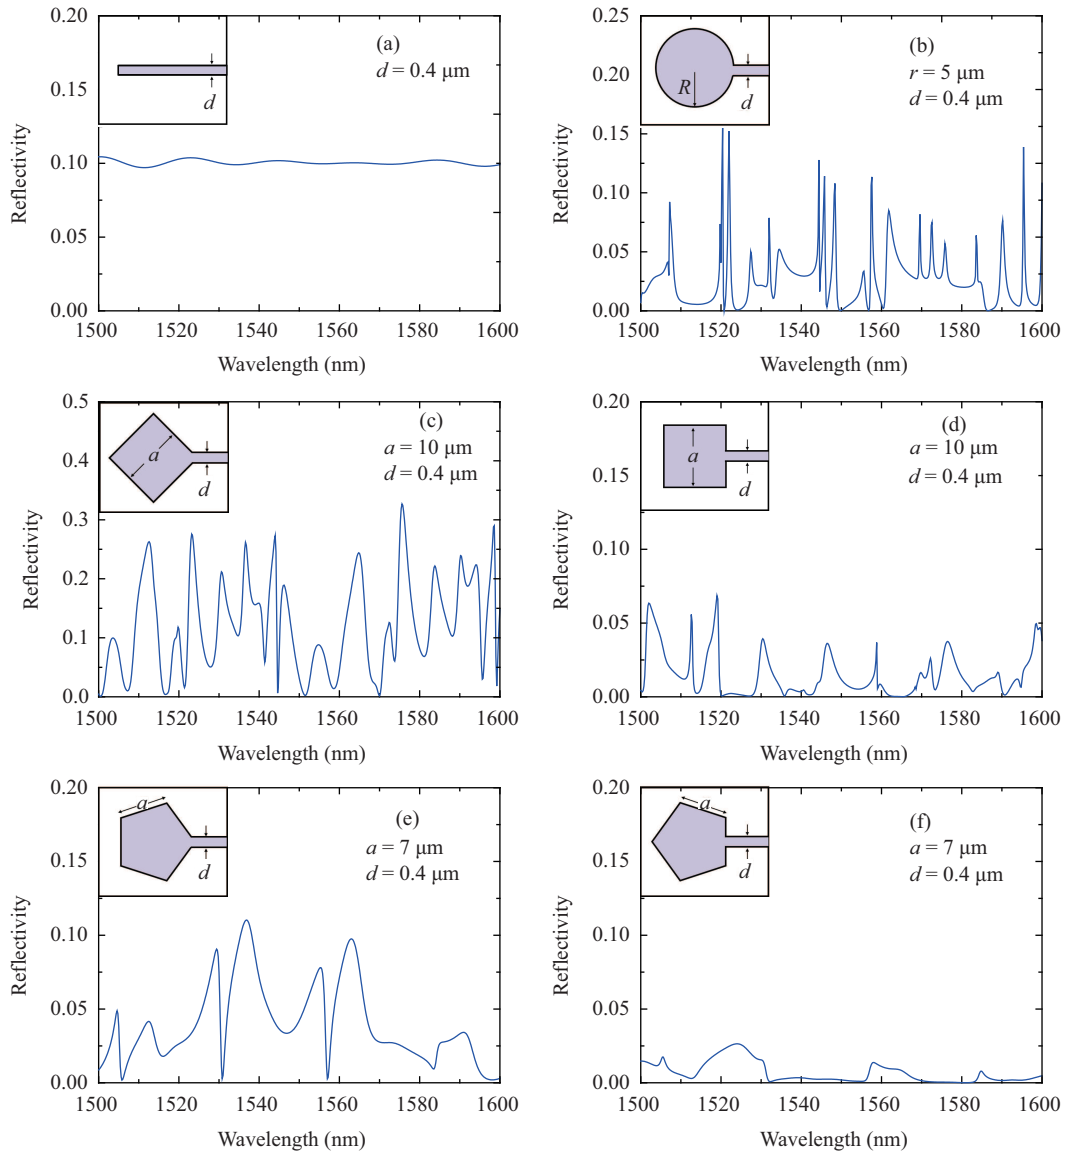 0.20
0.15
0.10
0.05
0.00
Reflectivity
d
(a)
d = 0.4 μm
1500 1520 1540 1560 1580 1600
Wavelength (nm)
0.25
0.20
0.15
0.10
0.05
0.00
Reflectivity
R
d
(b)
r = 5 μm
d = 0.4 μm
1500 1520 1540 1560 1580 1600
Wavelength (nm)
0.5
0.4
0.3
0.2
0.1
0.0
Reflectivity
a
d
(c)
a = 10 μm
d = 0.4 μm
1500 1520 1540 1560 1580 1600
Wavelength (nm)
0.20
0.15
0.10
0.05
0.00
Reflectivity
a
d
(d)
a = 10 μm
d = 0.4 μm
1500 1520 1540 1560 1580 1600
Wavelength (nm)
0.20
0.15
0.10
0.05
0.00
Reflectivity
a
d
(e)
a = 7 μm
d = 0.4 μm
1500 1520 1540 1560 1580 1600
Wavelength (nm)
0.20
0.15
0.10
0.05
0.00
Reflectivity
a
d
(f)
a = 7 μm
d = 0.4 μm
1500 1520 1540 1560 1580 1600
Wavelength (nm)